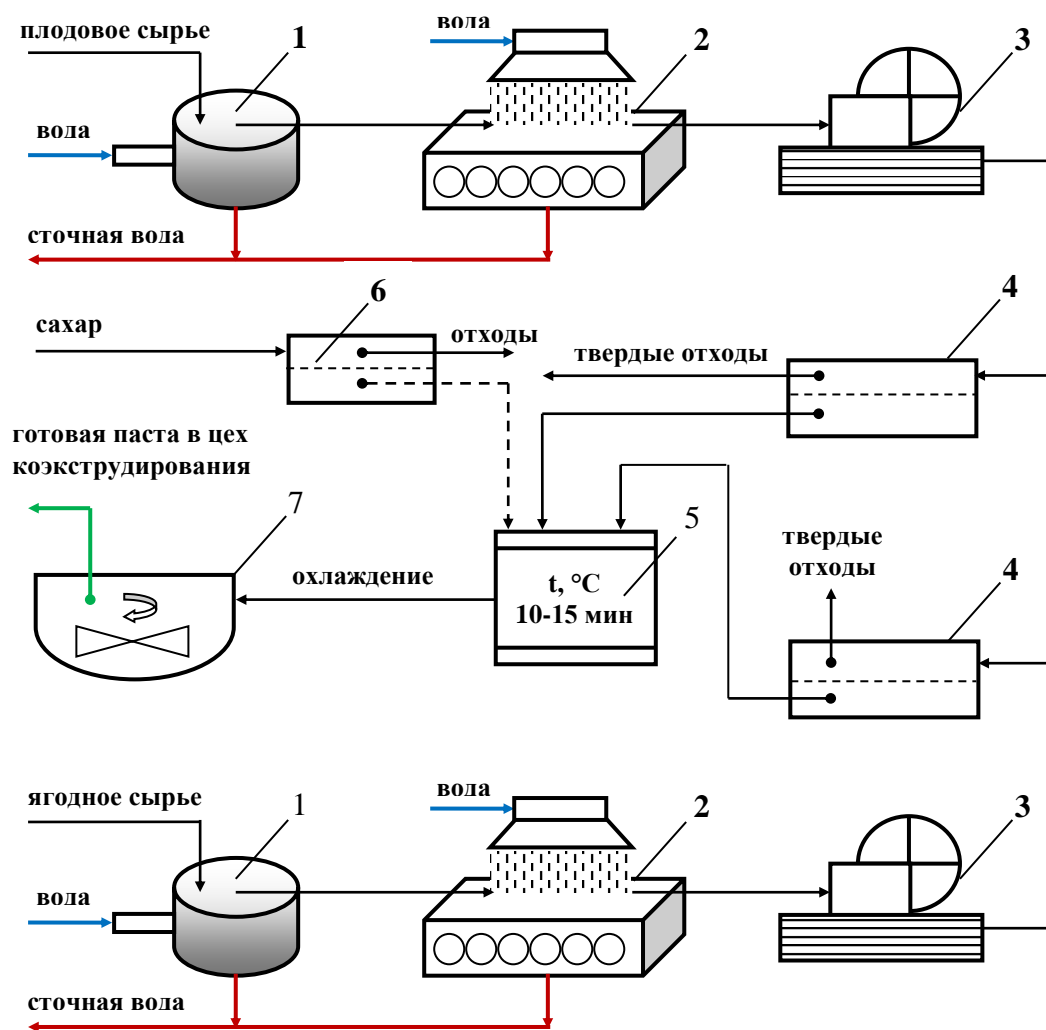 плодовое сырье
1
вода
2
3
вода
сточная вода
6
4
сахар
отходы
твердые отходы
готовая паста в цех
коэкструдирования
7
5
твердые
отходы
4
охлаждение
t, °C
10-15 мин
ягодное сырье
1
вода
2
3
вода
сточная вода